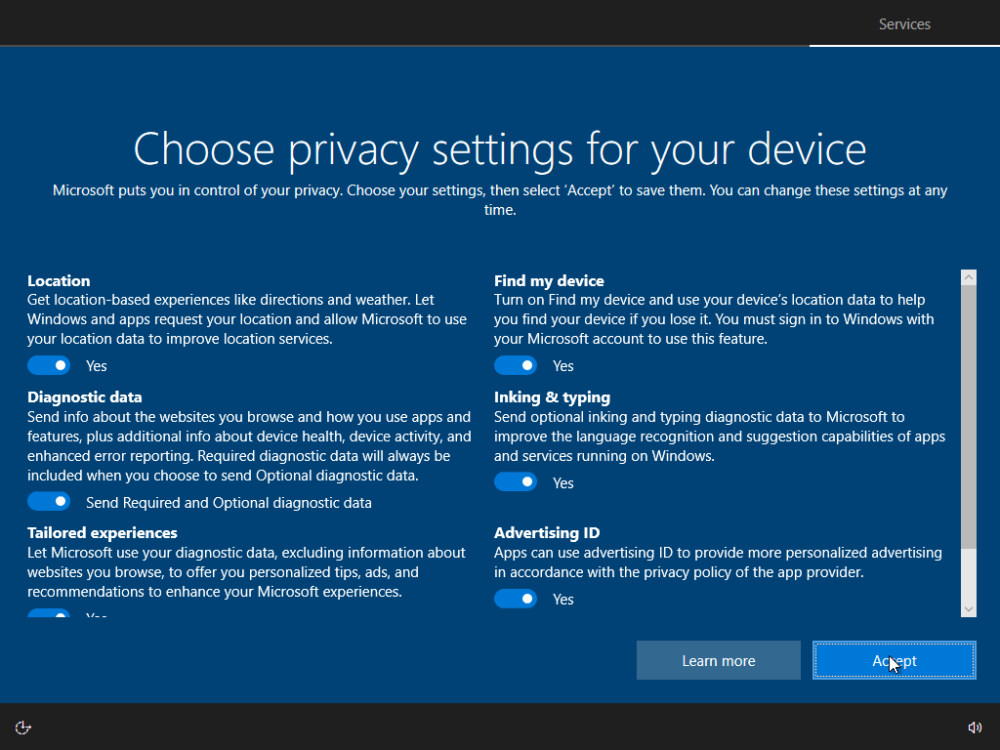 Services
Choose privacy settings for your device
Microsoft puts you in control of your privacy. Choose your settings, then select ‘Accept’ to save them. You can change these settings at any
time.
Location
Get location-based experiences like directions and weather. Let
Windows and apps request your location and allow Microsoft to use
your location data to improve location services.
Yes
Find my device
Turn on Find my device and use your device’s location data to help
you find your device if you lose it. You must sign in to Windows with
your Microsoft account to use this feature.
Yes
Diagnostic data
Send info about the websites you browse and how you use apps and
features, plus additional info about device health, device activity, and
enhanced error reporting. Required diagnostic data will always be
included when you choose to send Optional diagnostic data.
Send Required and Optional diagnostic data
Inking & typing
Send optional inking and typing diagnostic data to Microsoft to
improve the language recognition and suggestion capabilities of apps
and services running on Windows.
Yes
Tailored experiences
Let Microsoft use your diagnostic data, excluding information about
websites you browse, to offer you personalized tips, ads, and
recommendations to enhance your Microsoft experiences.
Yes
Advertising ID
Apps can use advertising ID to provide more personalized advertising
in accordance with the privacy policy of the app provider.
Yes
Learn more
Accept